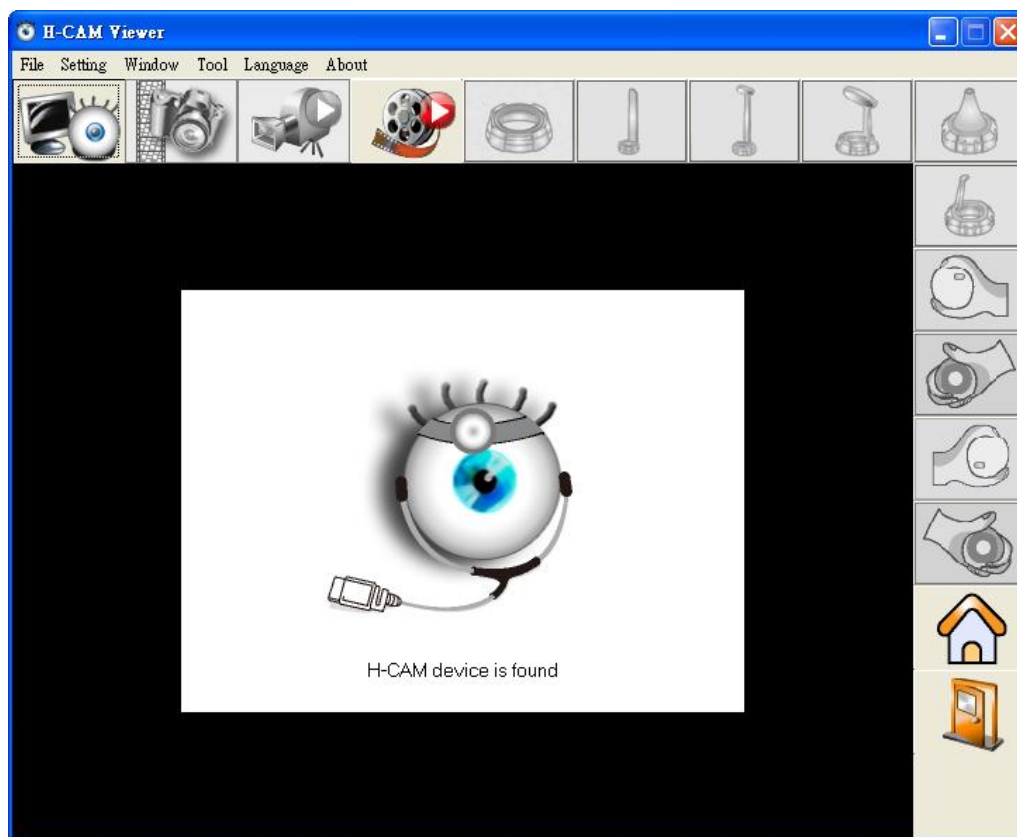 H-CAM Viewer
File Setting Window Tool Language About
H-CAM device is found